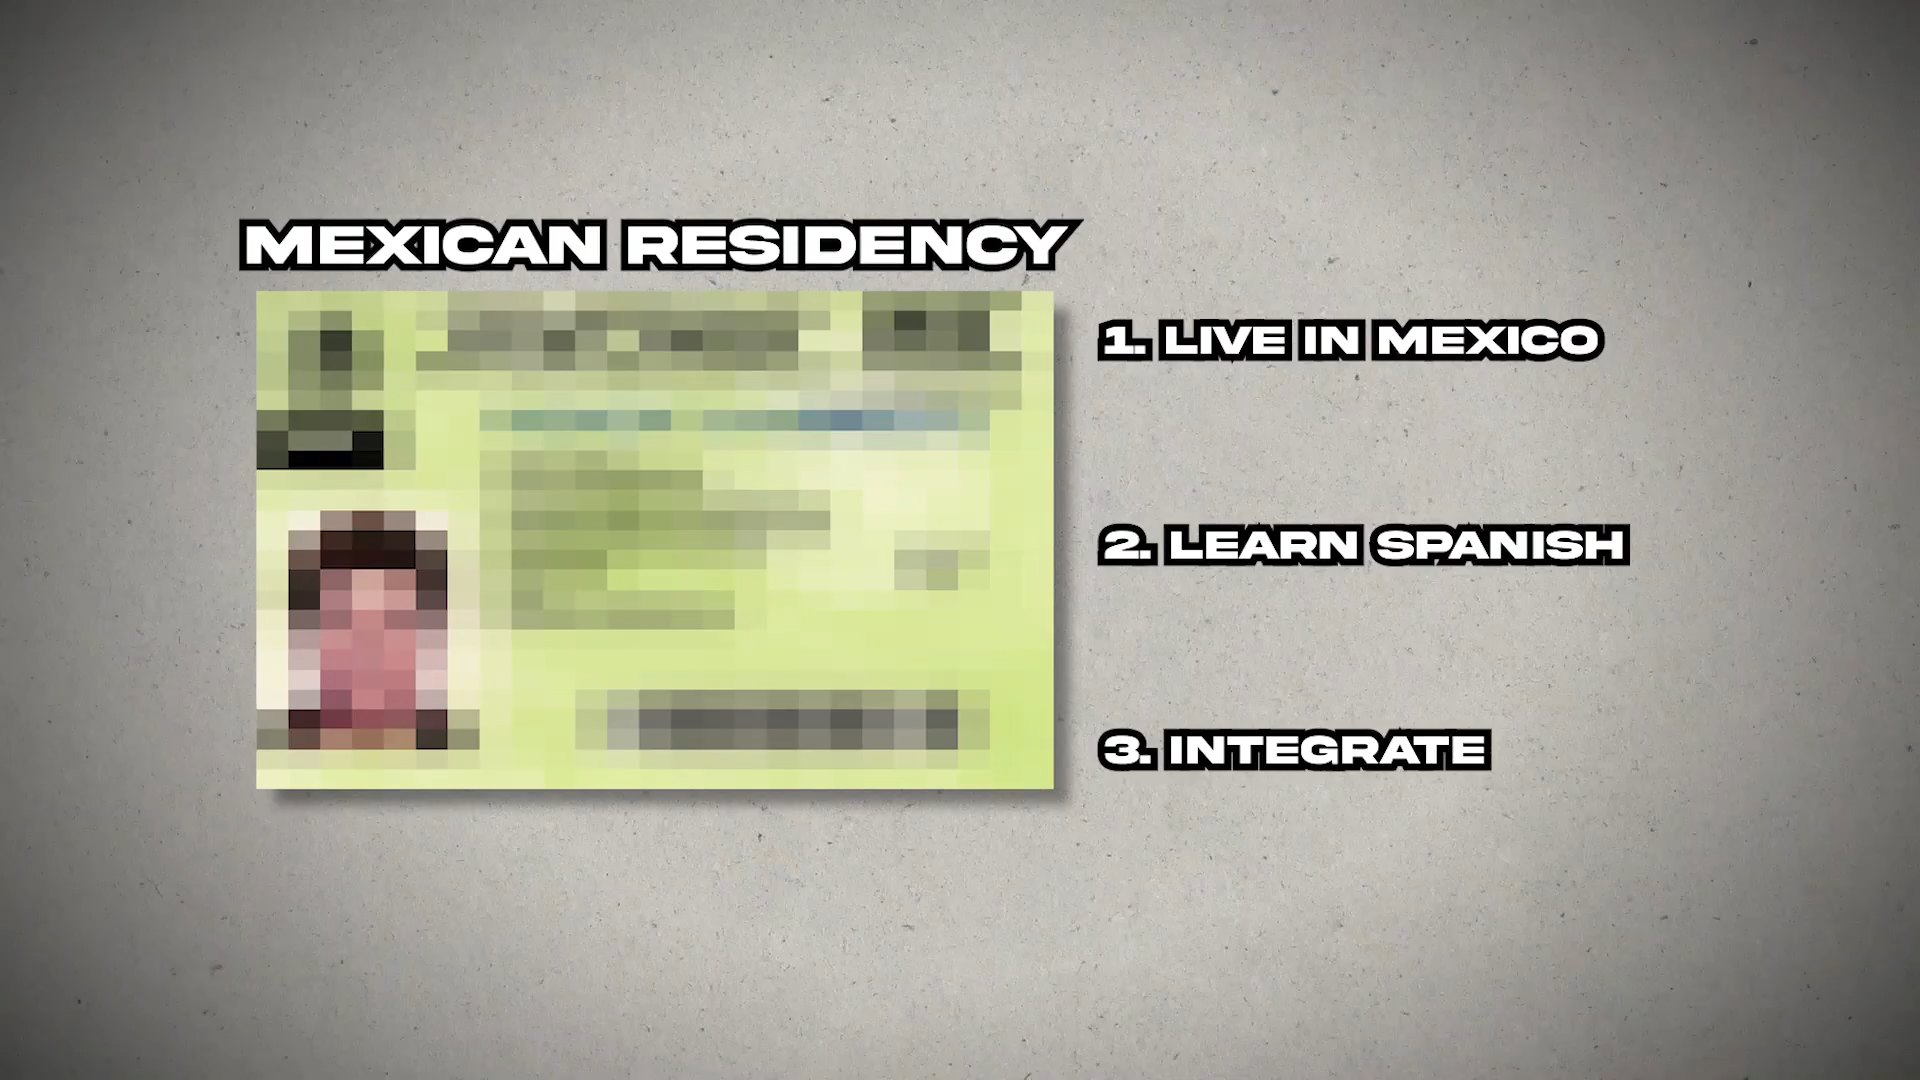 MEXICAN RESIDENCY
1. LIVE IN MEXICO
2. LEARN SPANISH
3. INTEGRATE